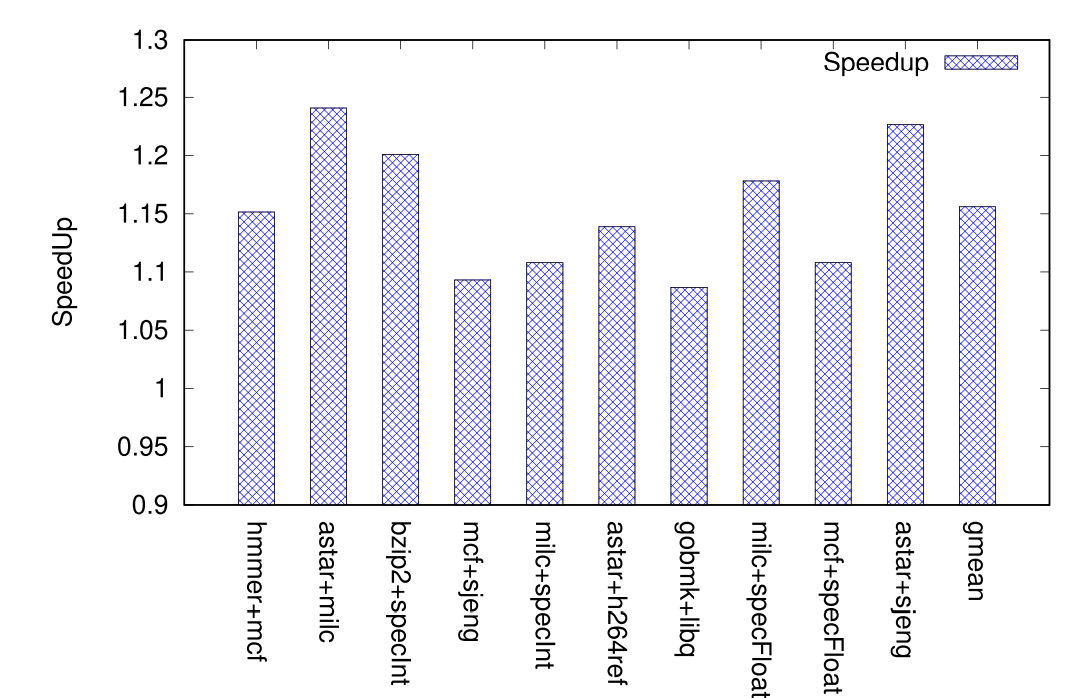 1.3
Speedup
1.25
1.2
1.15
1.1
1.05
1
0.95
0.9
SpeedUp
hmmer+mcf
astar+milc
bzip2+specInt
mcf+sjeng
milc+specInt
astar+h264ref
gobmk+libq
milc+specFloat
mcf+specFloat
astar+sjeng
gmean